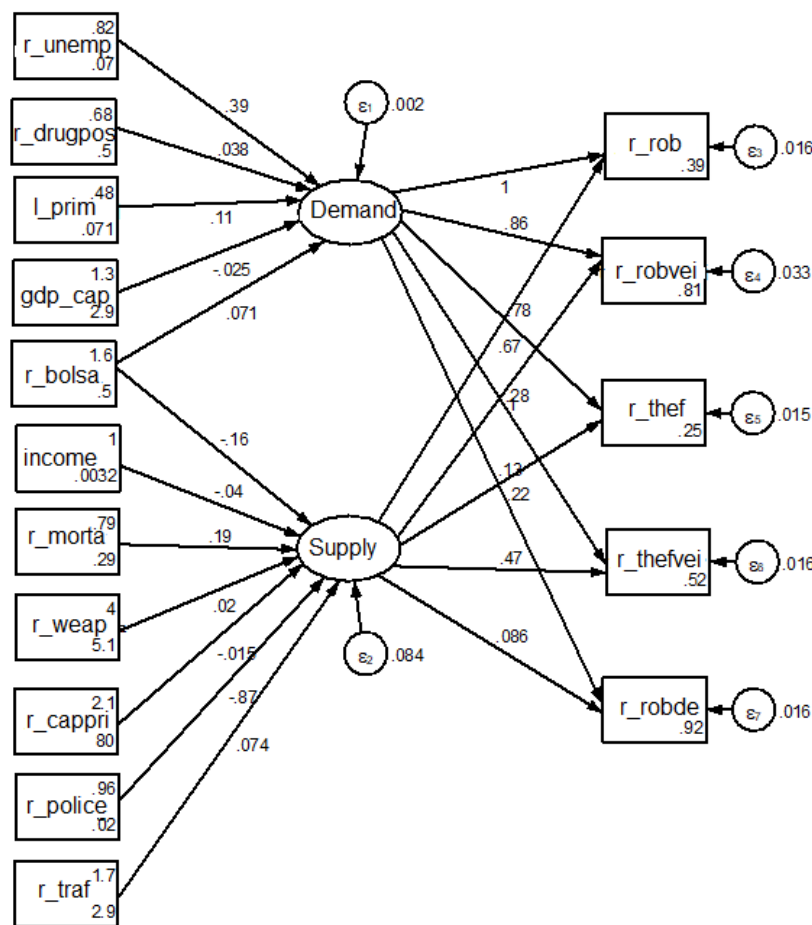 .82
r_unemp
.07
.68
r_drugpos
.5
.48
l_prim
.071
1.3
gdp_cap
2.9
1.6
r_bolsa
.5
1
income
.0032
.79
r_morta
.29
4
r_weap
5.1
2.1
r_cappri
80
.96
r_police
.02
1.7
r_traf
2.9
.39
.038
.11
-.025
.071
-.16
-.04
.19
.02
-.015
-.87
.074
ε1 .002
Demand
Supply
ε2 .084
1
.86
.78
.67
.28
1
.13
.22
.47
.086
r_rob
.39
ε3 .016
r_robvei
.81
ε4 .033
r_thef
.25
ε5 .015
r_thefvei
.52
ε6 .016
r_robde
.92
ε7 .016